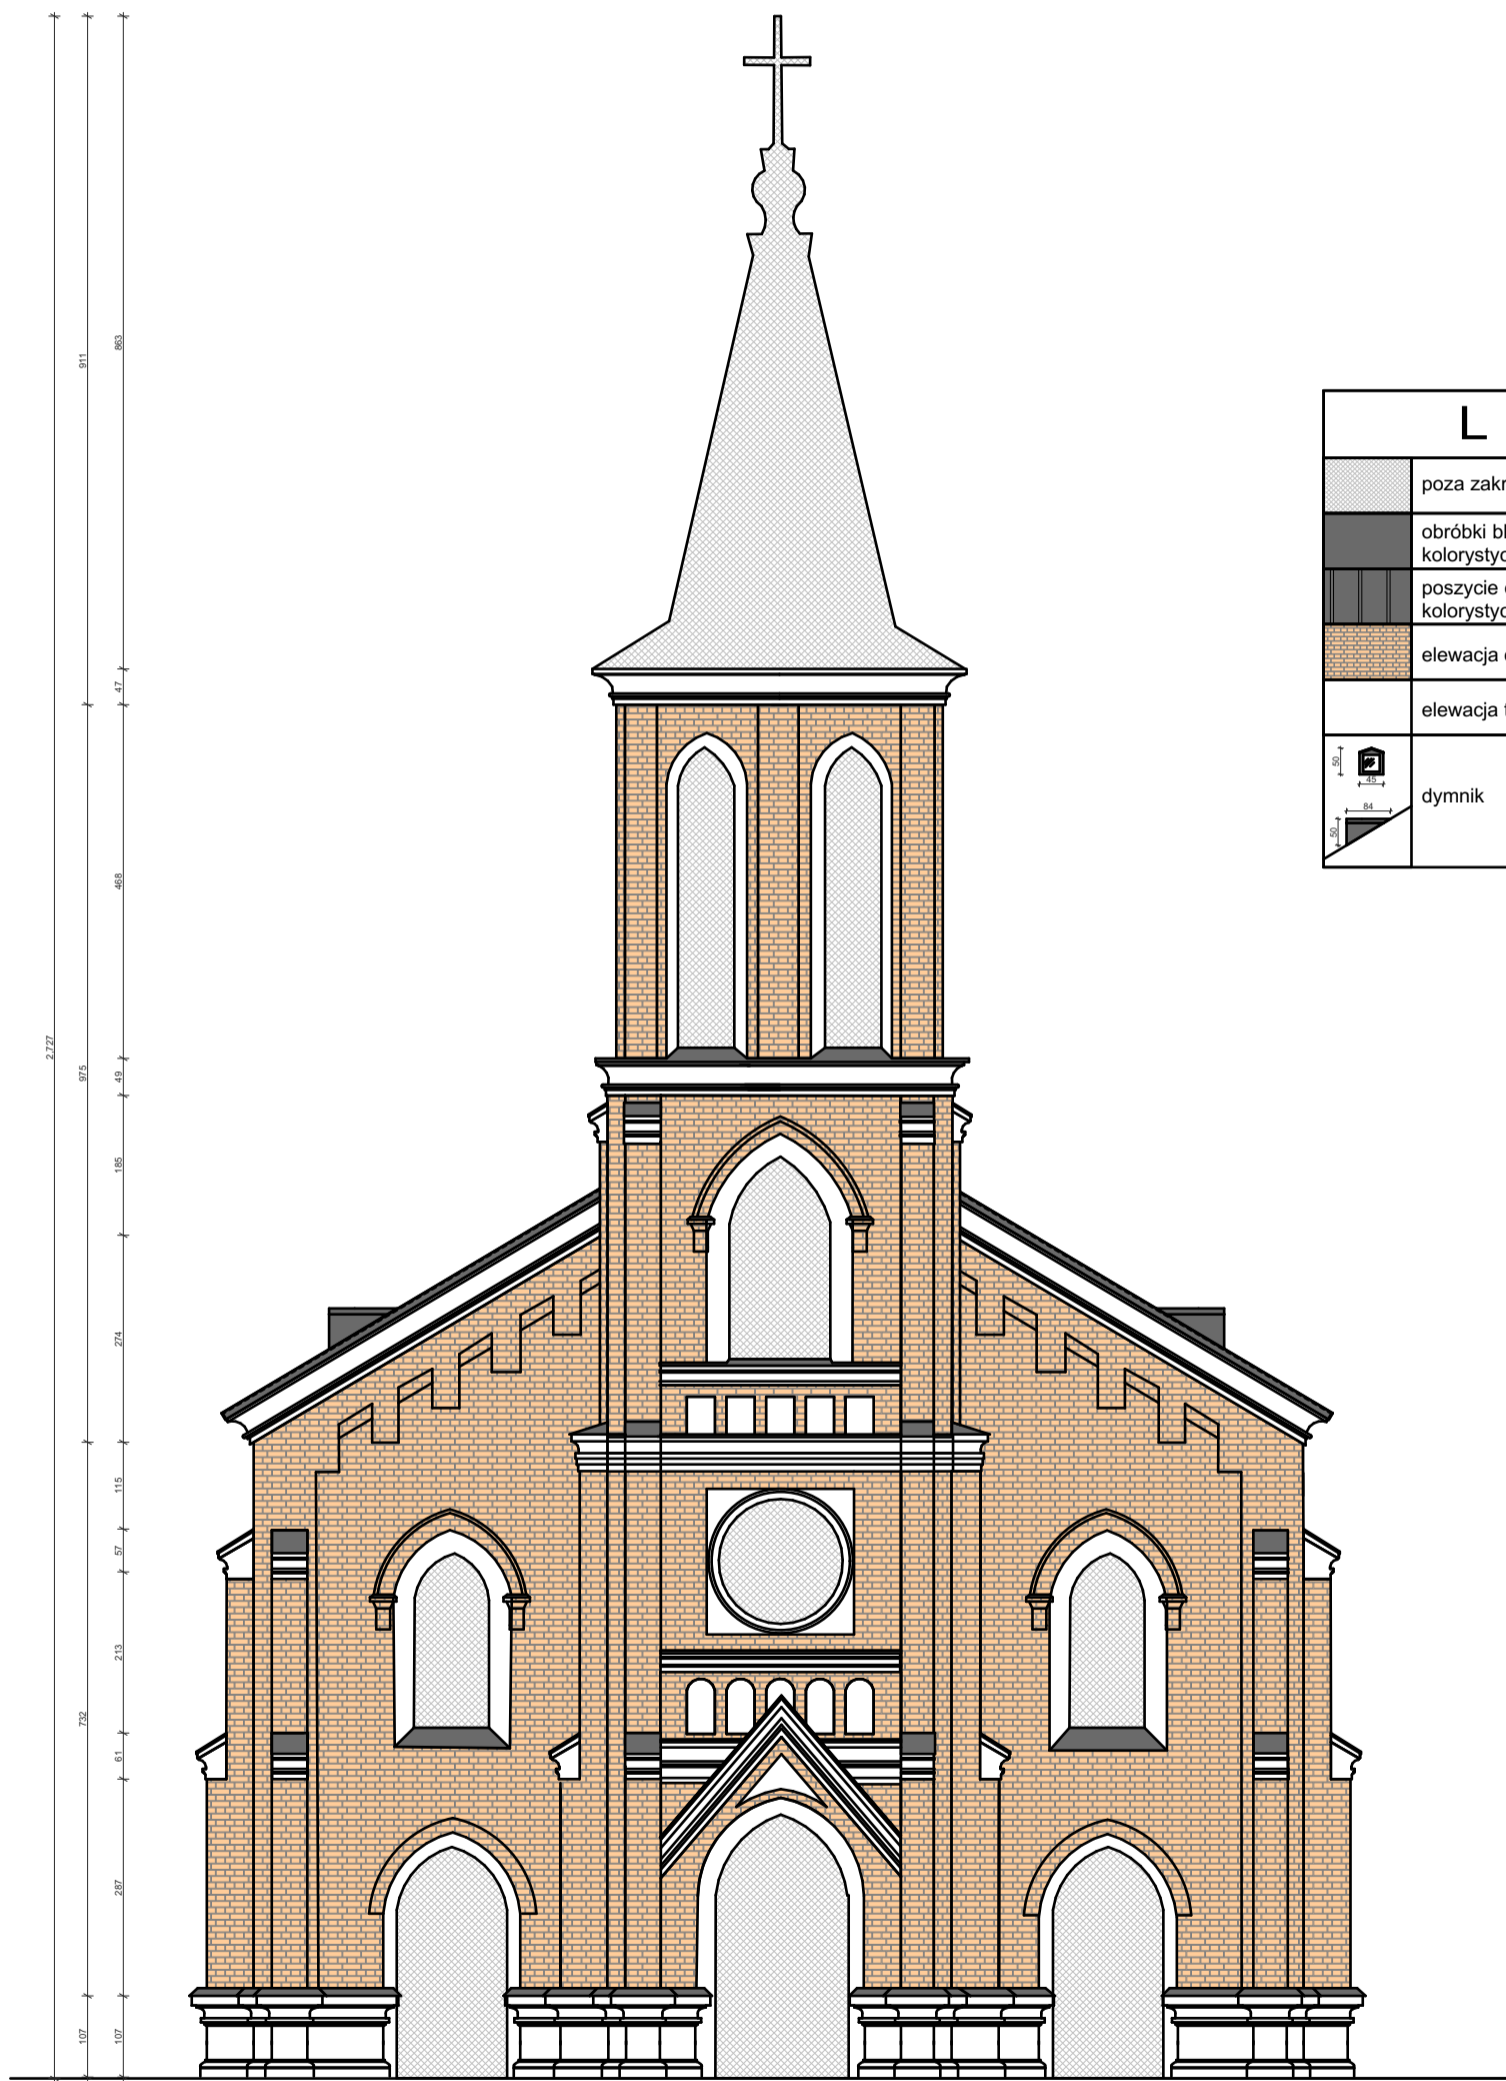 863
911
47
468
2.727
975
49
185
274
115
57
213
732
61
287
107
107
L
poza zakr
obróbki bl
kolorystyc
poszycie
kolorystyc
elewacja
elewacja
50
45
84
50
dymnik